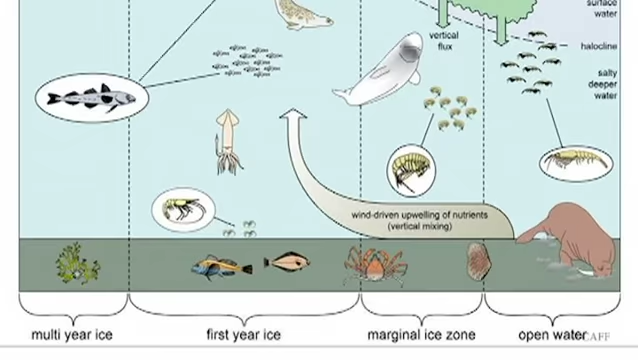 surface
water
vertical
flux
halocline
salty
deeper
water
wind-driven upwelling of nutrients
(vertical mixing)
multi year ice
first year ice
marginal ice zone
open water
CAFF